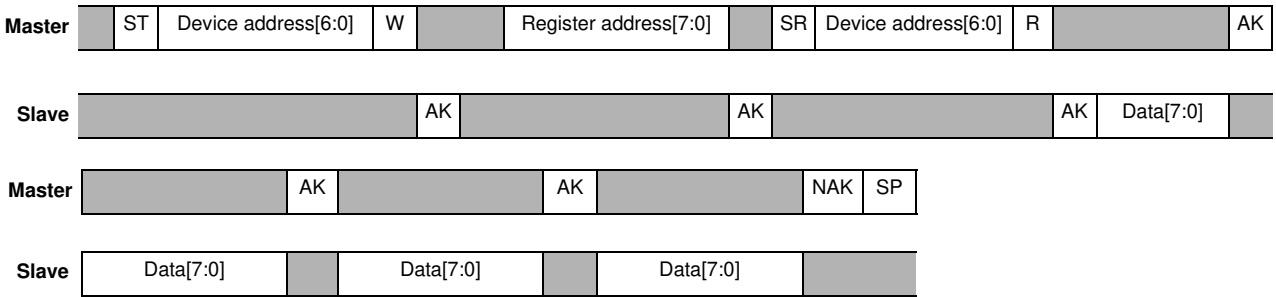 Master ST Device address[6:0] W Register address[7:0] SR Device address[6:0] R AK
Slave AK AK AK Data[7:0]
Master AK AK NAK SP
Slave Data[7:0] Data[7:0] Data[7:0]